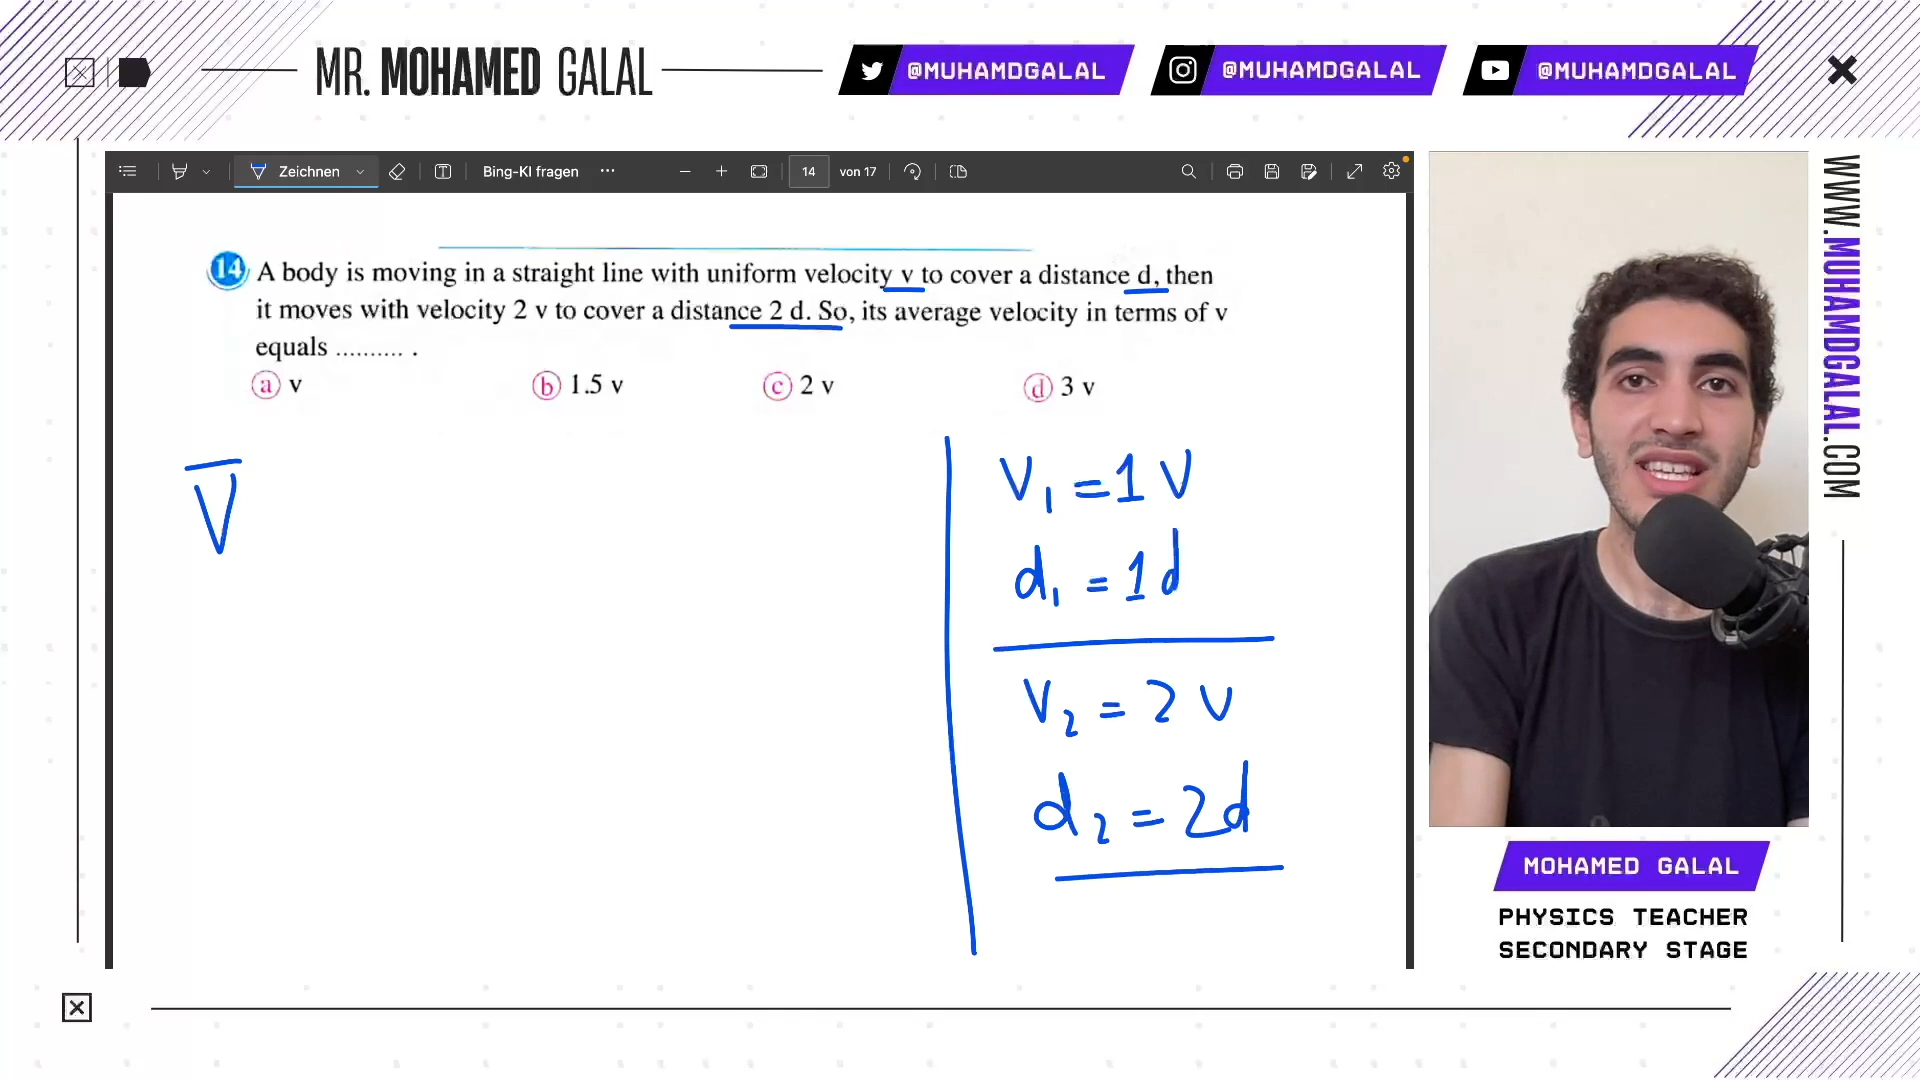 MR. MOHAMED GALAL
@MUHAMDGALAL
@MUHAMDGALAL
@MUHAMDGALAL
Zeichnen
Bing-KI fragen
14
von 17
14 A body is moving in a straight line with uniform velocity v to cover a distance d, then
it moves with velocity 2 v to cover a distance 2 d. So, its average velocity in terms of v
equals .......... .
a v
b 1.5 v
c 2 v
d 3 v
V̅
V₁ = 1 V
d₁ = 1d
V₂ = 2 V
d₂ = 2d
WWW.MUHAMDGALAL.COM
MOHAMED GALAL
PHYSICS TEACHER
SECONDARY STAGE